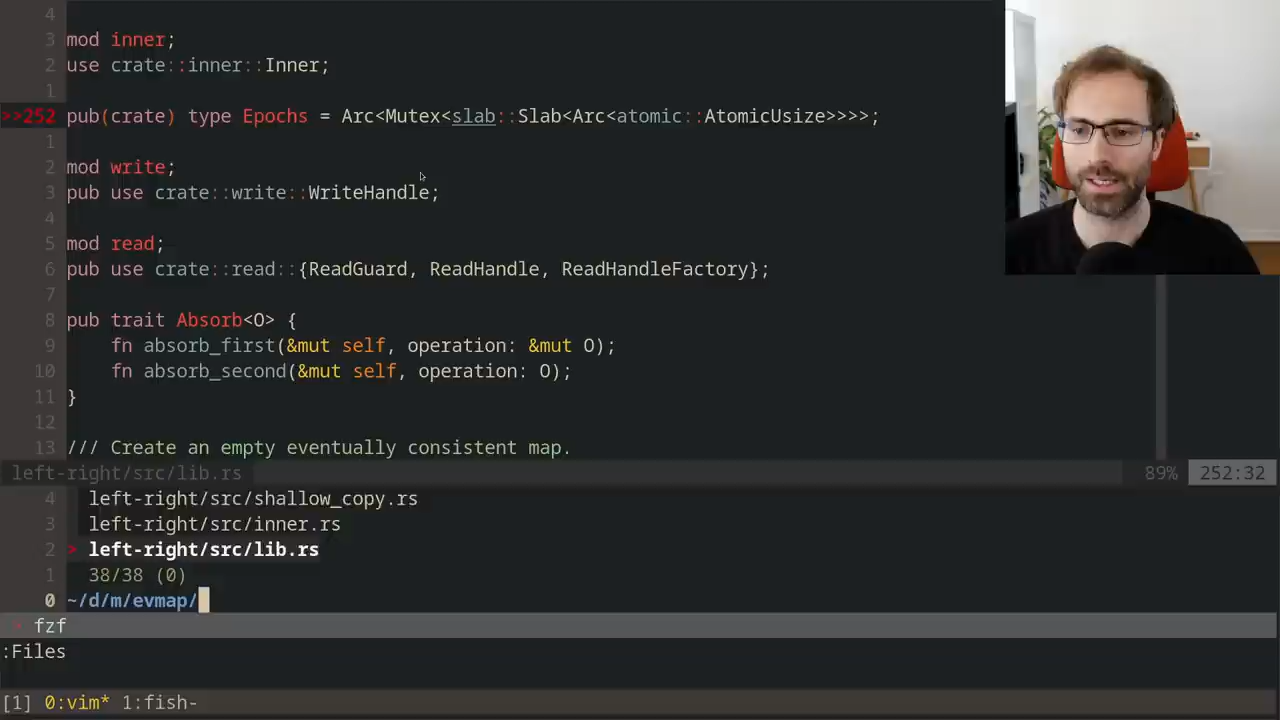 4
3 mod inner;
2 use crate::inner::Inner;
1
>>252 pub(crate) type Epochs = Arc<Mutex<slab::Slab<Arc<atomic::AtomicUsize>>>>;
1
2 mod write;
3 pub use crate::write::WriteHandle;
4
5 mod read;
6 pub use crate::read::{ReadGuard, ReadHandle, ReadHandleFactory};
7
8 pub trait Absorb<O> {
9     fn absorb_first(&mut self, operation: &mut O);
10     fn absorb_second(&mut self, operation: O);
11 }
12
13 /// Create an empty eventually consistent map.
left-right/src/lib.rs 89% 252:32
4   left-right/src/shallow_copy.rs
3   left-right/src/inner.rs
2 > left-right/src/lib.rs
1   38/38 (0)
0 ~/d/m/evmap/
> fzf
:Files
[1] 0:vim* 1:fish-